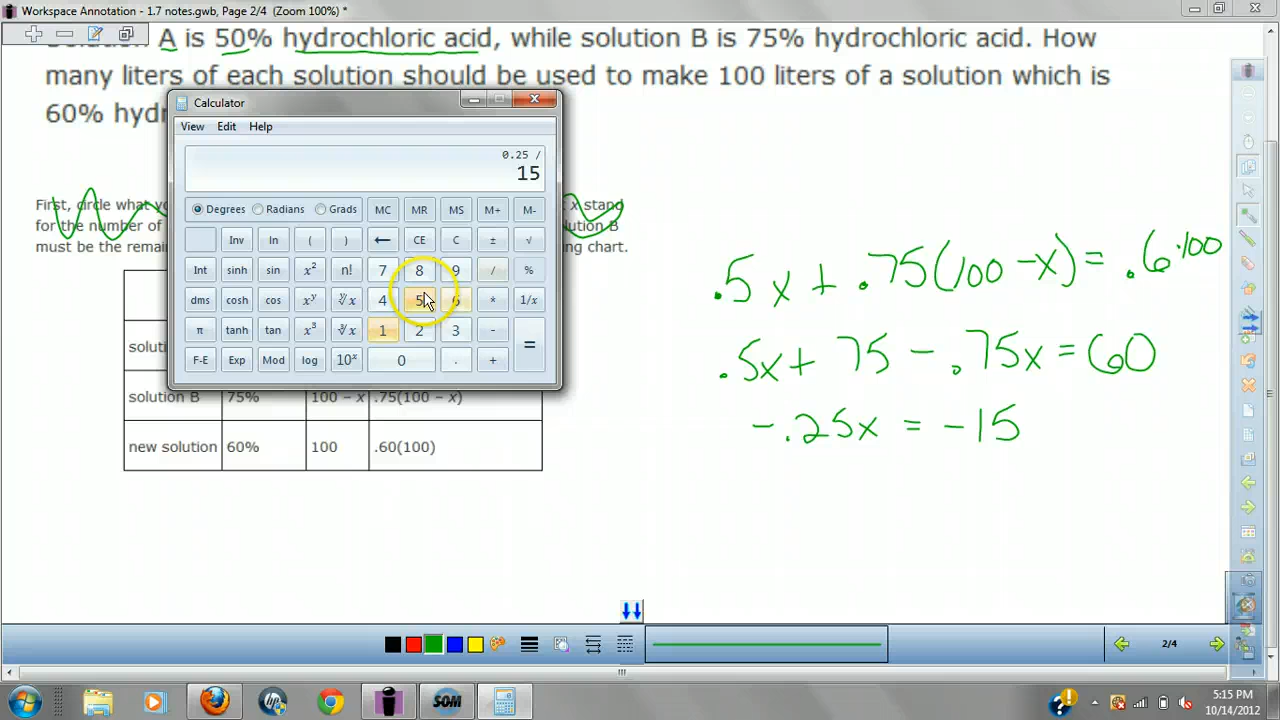 Workspace Annotation - 1.7 notes.gwb, Page 2/4 (Zoom 100%) *
A is 50% hydrochloric acid, while solution B is 75% hydrochloric acid. How
many liters of each solution should be used to make 100 liters of a solution which is
60%
First, circle what x stand
for the number of
must be the ing chart.
solution B 75% 100 – x .75(100 – x)
new solution 60% 100 .60(100)
Calculator
View Edit Help
0.25 /
15
Degrees Radians Grads MC MR MS M+ M-
Inv ln ( ) ← CE C ± √
Int sinh sin x² n! 7 8 9 / %
dms cosh cos xʸ ʸ√x 4 5 6 * 1/x
π tanh tan x³ ³√x 1 2 3 - =
F-E Exp Mod log 10ˣ 0 . +
.5x + .75(100 - x) = .6·100
.5x + 75 - .75x = 60
-.25x = -15
2/4
hp
SOM
5:15 PM
10/14/2012